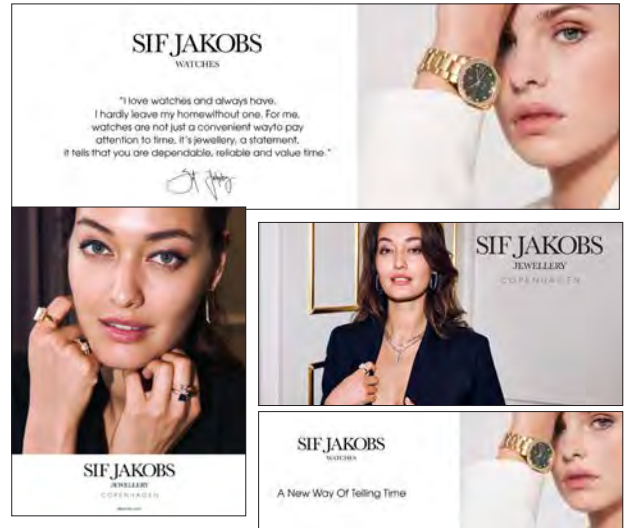 SIF JAKOBS
WATCHES
"I love watches and always have.
I hardly leave my homewithout one. For me,
watches are not just a convenient wayto pay
attention to time, it's jewellery, a statement,
it tells that you are dependable, reliable and value time."
SIF JAKOBS
JEWELLERY
COPENHAGEN
SIF JAKOBS
JEWELLERY
COPENHAGEN
SIF JAKOBS
WATCHES
A New Way Of Telling Time